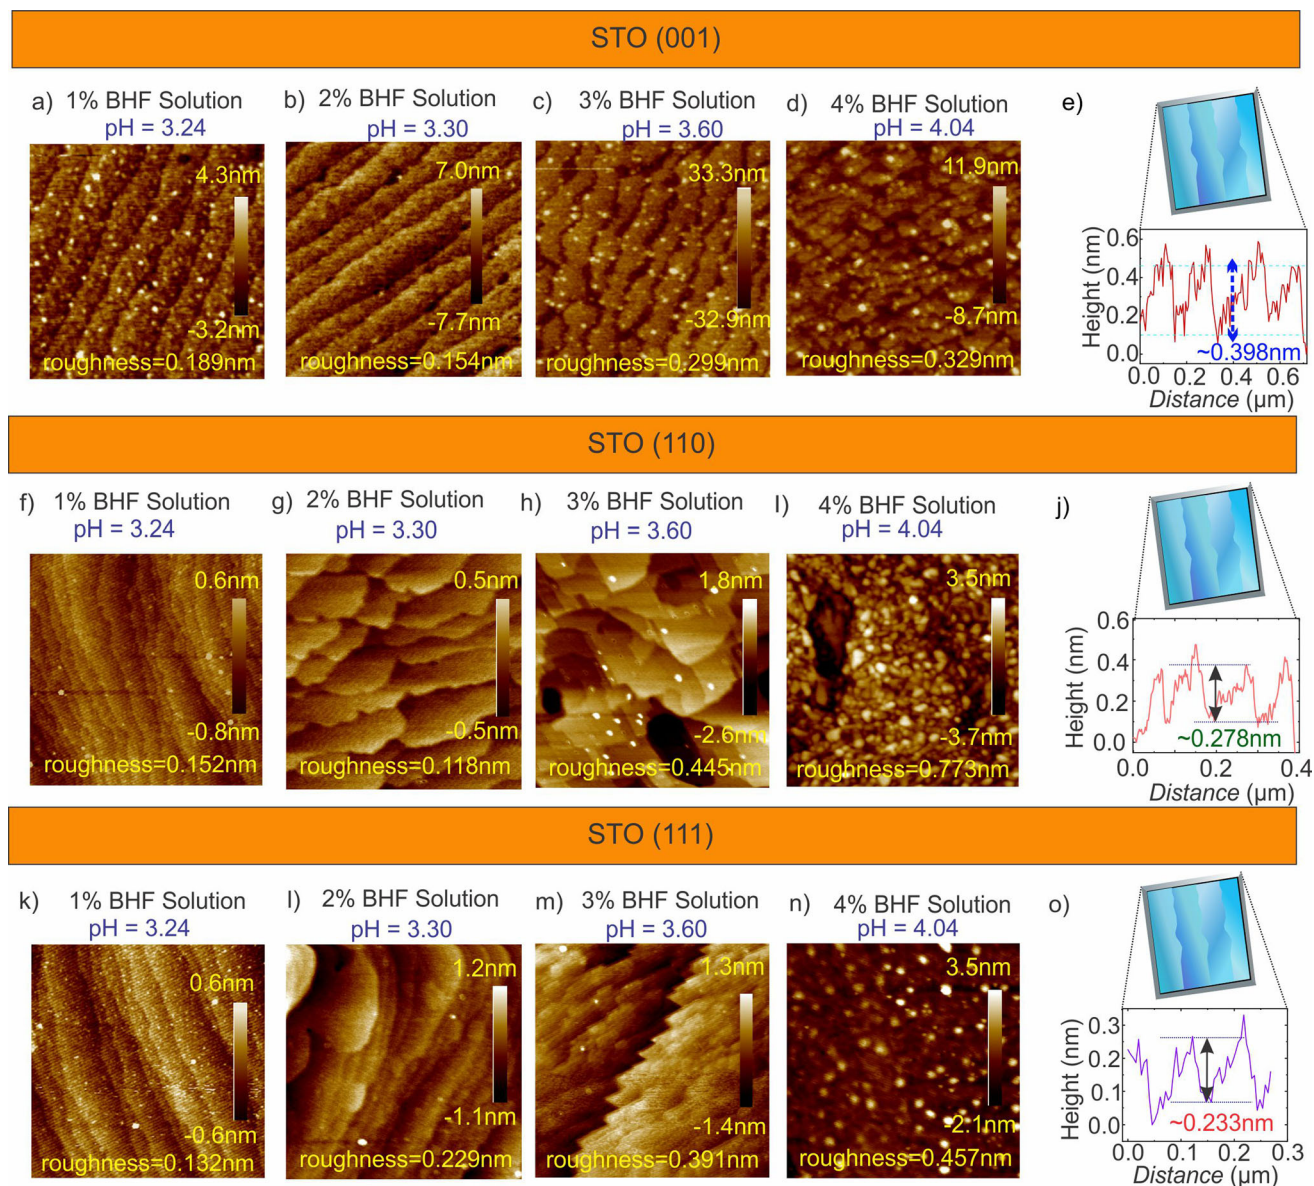 STO (001)
a) 1% BHF Solution
pH = 3.24
4.3nm
-3.2nm
roughness=0.189nm
b) 2% BHF Solution
pH = 3.30
7.0nm
-7.7nm
roughness=0.154nm
c) 3% BHF Solution
pH = 3.60
33.3nm
-32.9nm
roughness=0.299nm
d) 4% BHF Solution
pH = 4.04
11.9nm
-8.7nm
roughness=0.329nm
e)
Height (nm)
0.6
0.4
0.2
0.0
~0.398nm
0.0 0.2 0.4 0.6
Distance (µm)
STO (110)
f) 1% BHF Solution
pH = 3.24
0.6nm
-0.8nm
roughness=0.152nm
g) 2% BHF Solution
pH = 3.30
0.5nm
-0.5nm
roughness=0.118nm
h) 3% BHF Solution
pH = 3.60
1.8nm
-2.6nm
roughness=0.445nm
l) 4% BHF Solution
pH = 4.04
3.5nm
-3.7nm
roughness=0.773nm
j)
Height (nm)
0.6
0.4
0.2
0.0
~0.278nm
0.0 0.2 0.4
Distance (µm)
STO (111)
k) 1% BHF Solution
pH = 3.24
0.6nm
-0.6nm
roughness=0.132nm
l) 2% BHF Solution
pH = 3.30
1.2nm
-1.1nm
roughness=0.229nm
m) 3% BHF Solution
pH = 3.60
1.3nm
-1.4nm
roughness=0.391nm
n) 4% BHF Solution
pH = 4.04
3.5nm
-2.1nm
roughness=0.457nm
o)
Height (nm)
0.3
0.2
0.1
0.0
~0.233nm
0.0 0.1 0.2 0.3
Distance (µm)